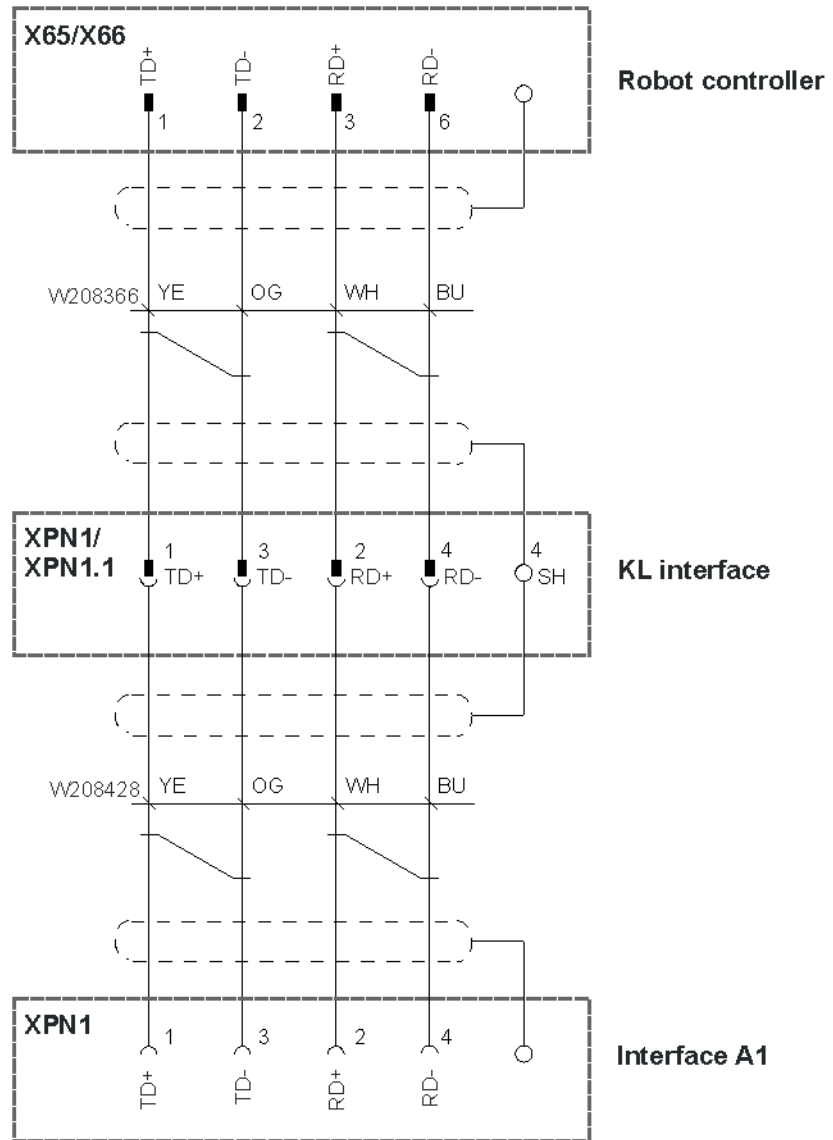 X65/X66
TD+ TD- RD+ RD-
Robot controller
1 2 3 6
W208366 YE OG WH BU
XPN1/
XPN1.1
1 3 2 4 4
TD+ TD- RD+ RD- SH
KL interface
W208428 YE OG WH BU
XPN1
1 3 2 4
Interface A1
TD+ TD- RD+ RD-